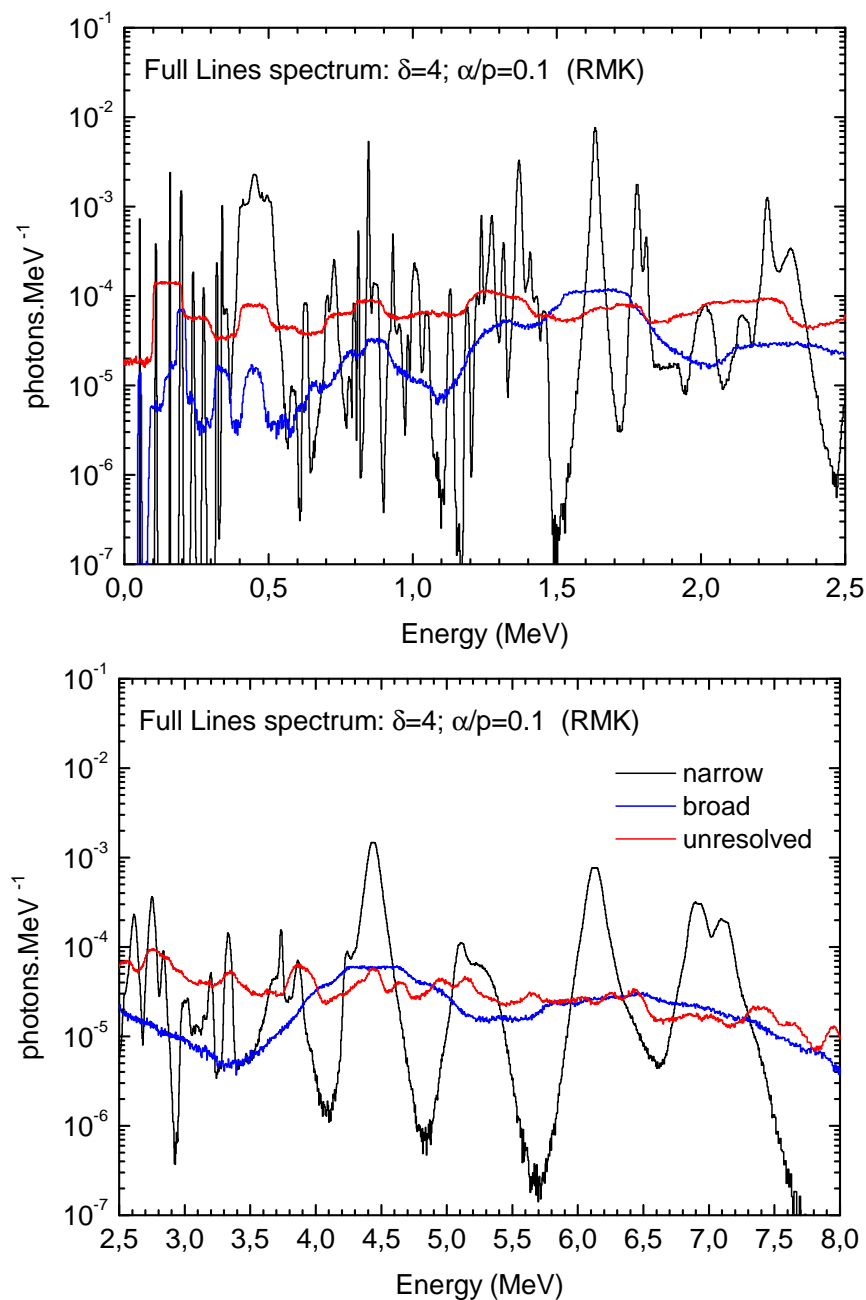 10⁻¹
Full Lines spectrum: δ=4; α/p=0.1 (RMK)
10⁻²
10⁻³
10⁻⁴
10⁻⁵
10⁻⁶
10⁻⁷
photons.MeV⁻¹
0,0 0,5 1,0 1,5 2,0 2,5
Energy (MeV)
10⁻¹
Full Lines spectrum: δ=4; α/p=0.1 (RMK)
10⁻²
narrow
broad
unresolved
10⁻³
10⁻⁴
10⁻⁵
10⁻⁶
10⁻⁷
photons.MeV⁻¹
2,5 3,0 3,5 4,0 4,5 5,0 5,5 6,0 6,5 7,0 7,5 8,0
Energy (MeV)